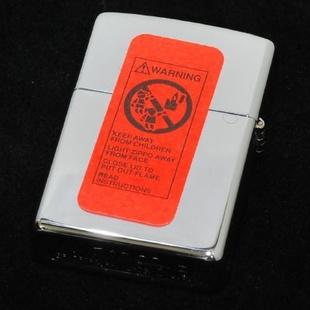 WARNING
KEEP AWAY
FROM CHILDREN
LIGHT ZIPPO AWAY
FROM FACE
CLOSE LID TO
PUT OUT FLAME
READ
INSTRUCTIONS